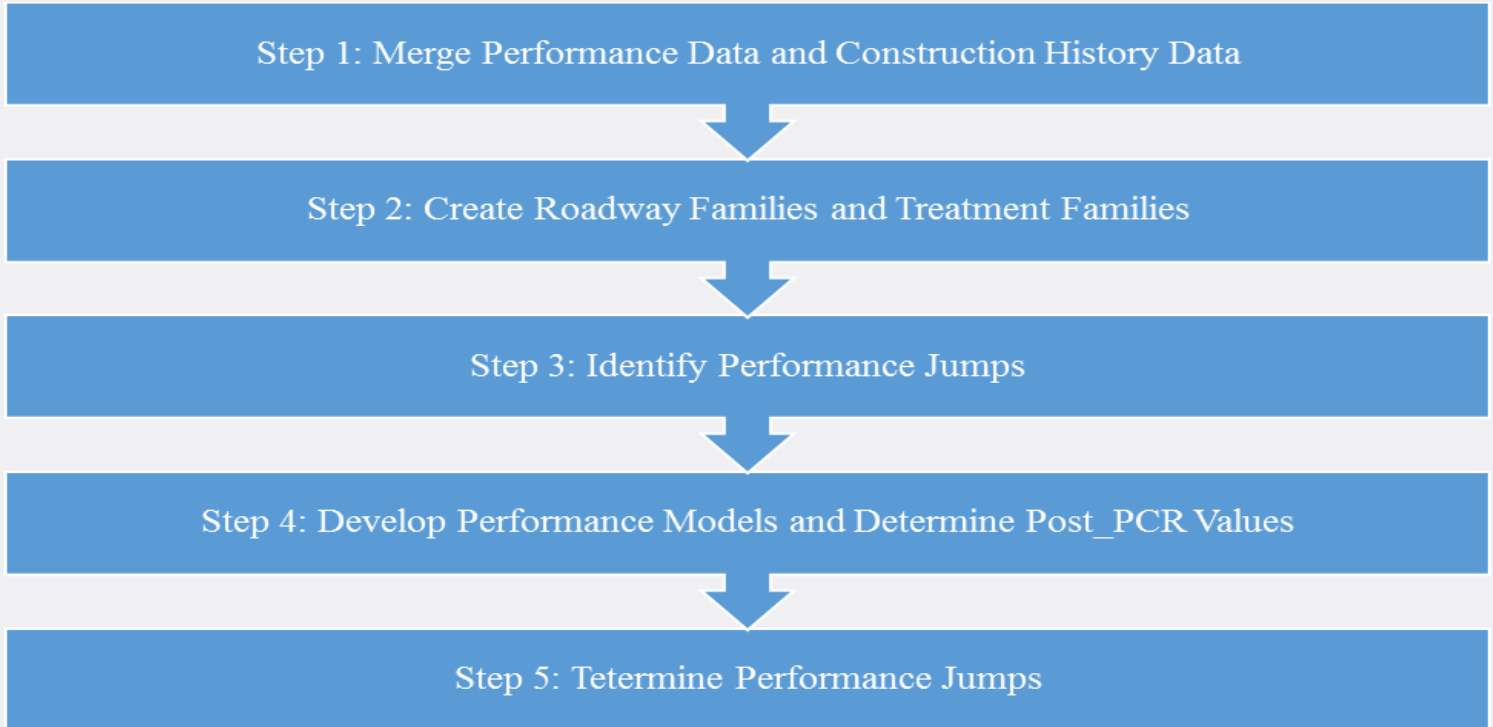 Step 1: Merge Performance Data and Construction History Data
Step 2: Create Roadway Families and Treatment Families
Step 3: Identify Performance Jumps
Step 4: Develop Performance Models and Determine Post_PCR Values
Step 5: Tetermine Performance Jumps